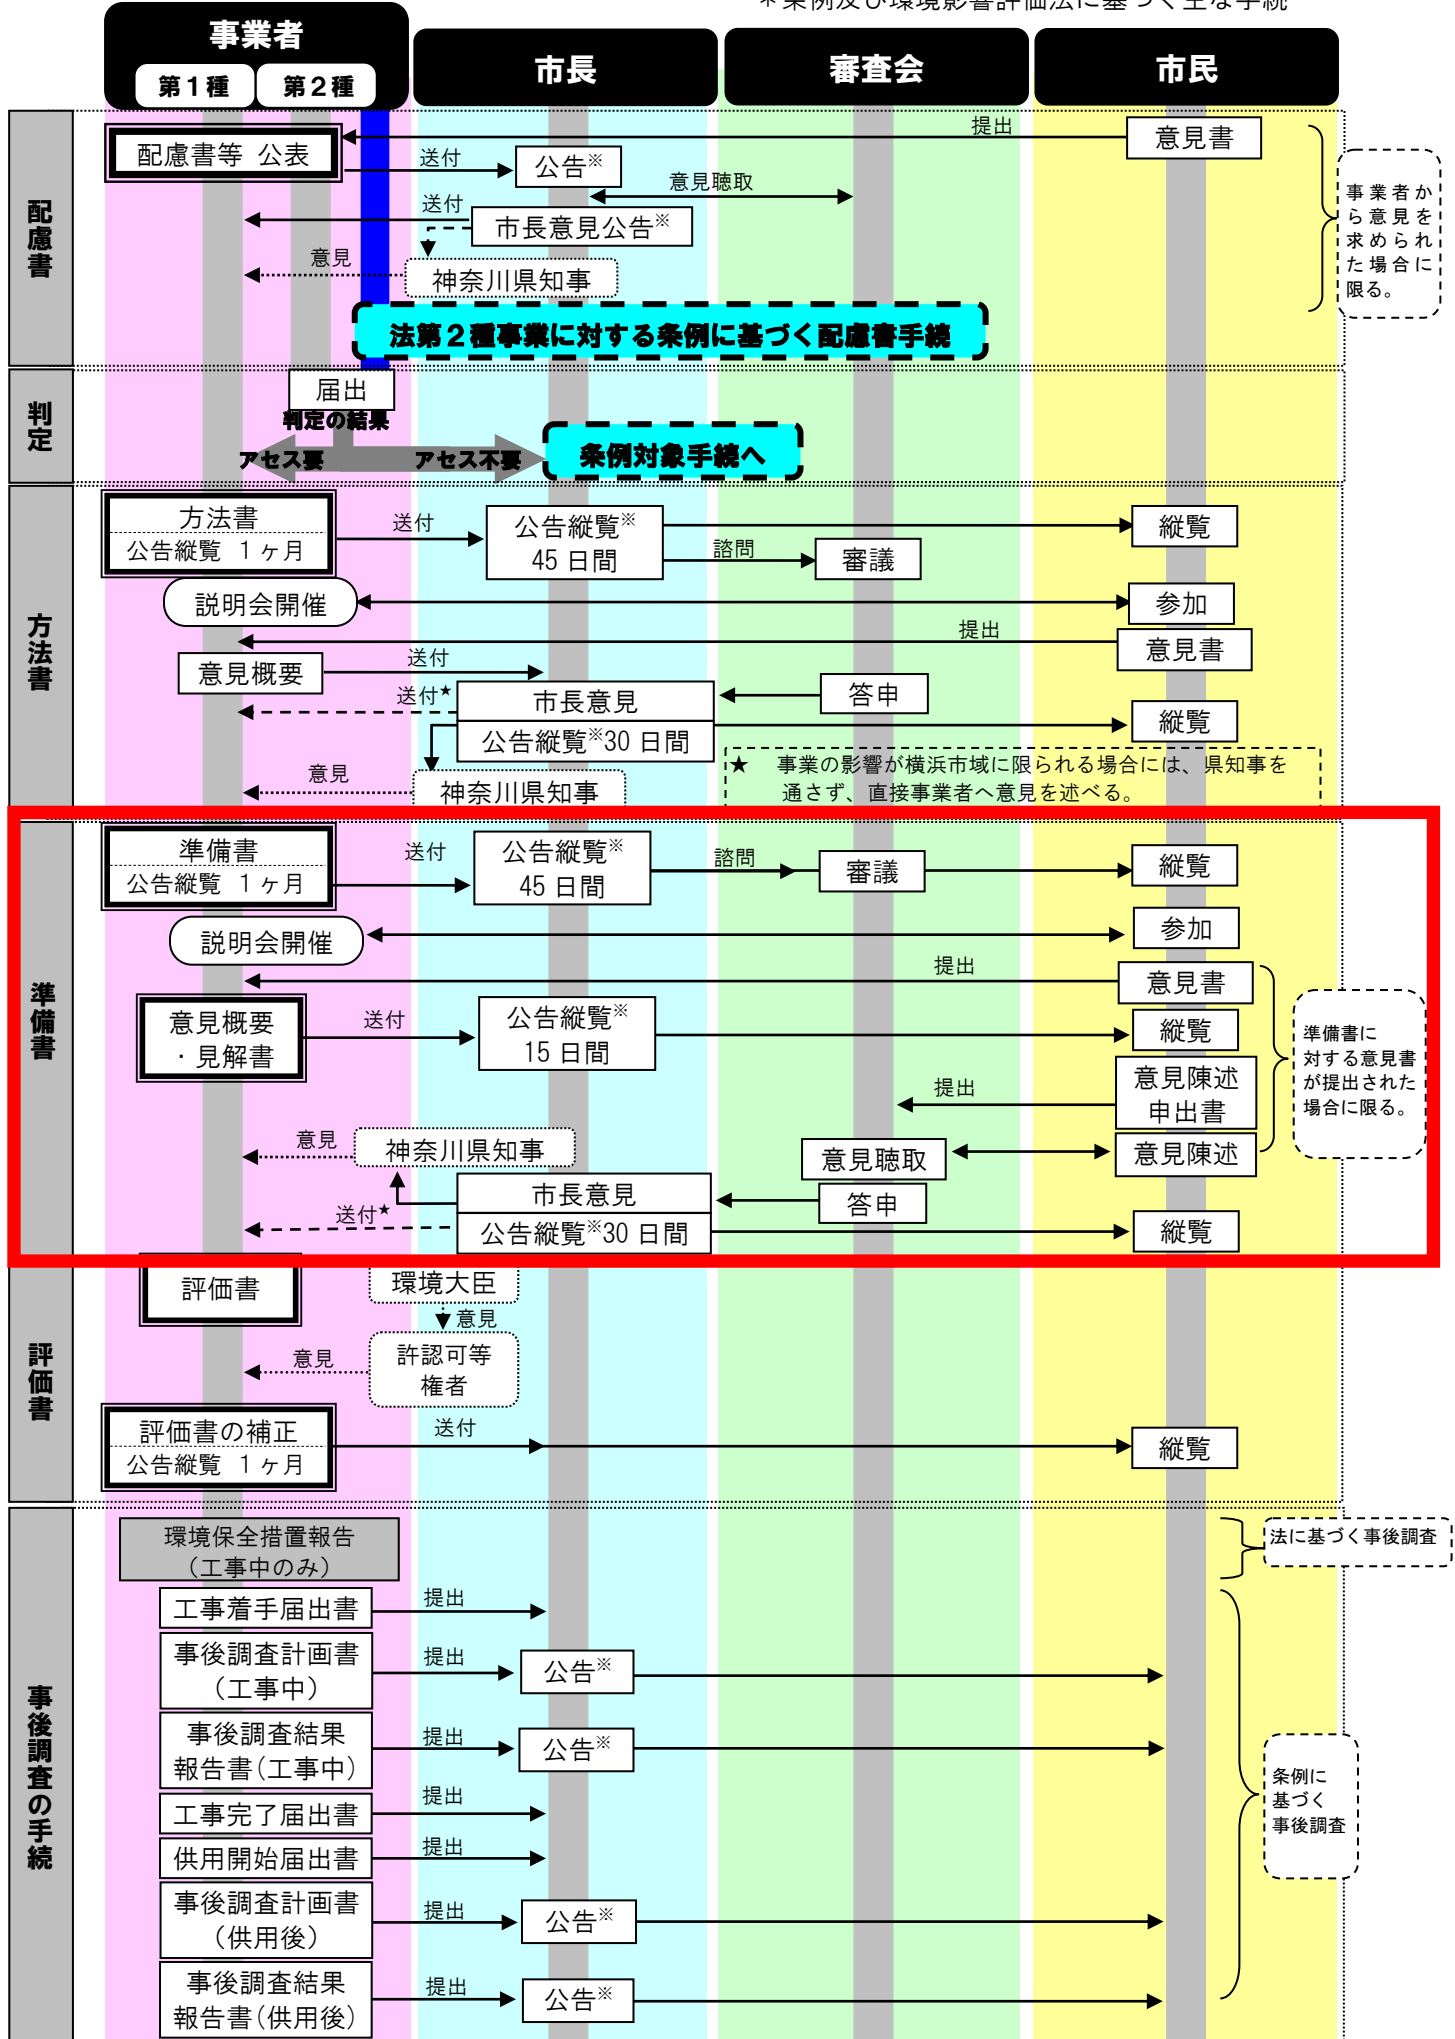 ＊条例及び環境影響評価法に基づく主な手続
事業者
第１種
第２種
市長
審査会
市民
配慮書
配慮書等 公表
提出
意見書
送付
公告※
意見聴取
送付
市長意見公告※
意見
神奈川県知事
事業者か
ら意見を
求められ
た場合に
限る。
法第２種事業に対する条例に基づく配慮書手続
判定
届出
判定の結果
アセス要
アセス不要
条例対象手続へ
方法書
方法書
公告縦覧 1ヶ月
送付
公告縦覧※
45 日間
諮問
審議
縦覧
説明会開催
参加
提出
意見書
意見概要
送付
送付★
市長意見
公告縦覧※30 日間
答申
縦覧
意見
神奈川県知事
★ 事業の影響が横浜市域に限られる場合には、県知事を
通さず、直接事業者へ意見を述べる。
準備書
準備書
公告縦覧 1ヶ月
送付
公告縦覧※
45 日間
諮問
審議
縦覧
説明会開催
参加
提出
意見書
意見概要
・見解書
送付
公告縦覧※
15 日間
縦覧
準備書に
対する意見書
が提出された
場合に限る。
提出
意見陳述
申出書
意見
神奈川県知事
意見聴取
意見陳述
市長意見
公告縦覧※30 日間
答申
送付★
縦覧
評価書
評価書
環境大臣
意見
意見
許認可等
権者
評価書の補正
公告縦覧 1ヶ月
送付
縦覧
事後調査の手続
環境保全措置報告
（工事中のみ）
法に基づく事後調査
工事着手届出書
提出
事後調査計画書
（工事中）
提出
公告※
事後調査結果
報告書(工事中)
提出
公告※
工事完了届出書
提出
条例に
基づく
事後調査
供用開始届出書
提出
事後調査計画書
（供用後）
提出
公告※
事後調査結果
報告書(供用後)
提出
公告※